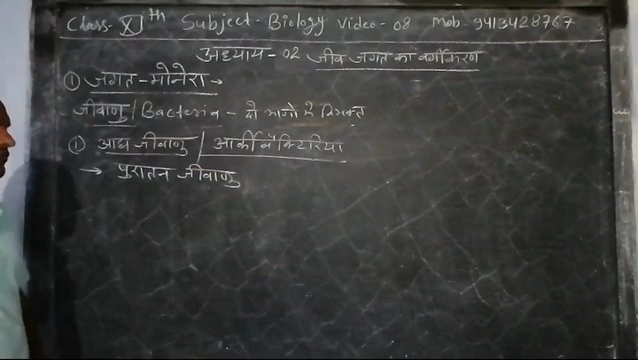 Class- XIth Subject - Biology Video - 08 Mob - 9413428767
अध्याय - 02 जीव जगत का वर्गीकरण
① जगत - मोनेरा →
जीवाणु / Bacteria - दो भागो में विभक्त
① आद्य जीवाणु / आर्की बैक्टिरिया
→ पुरातन जीवाणु